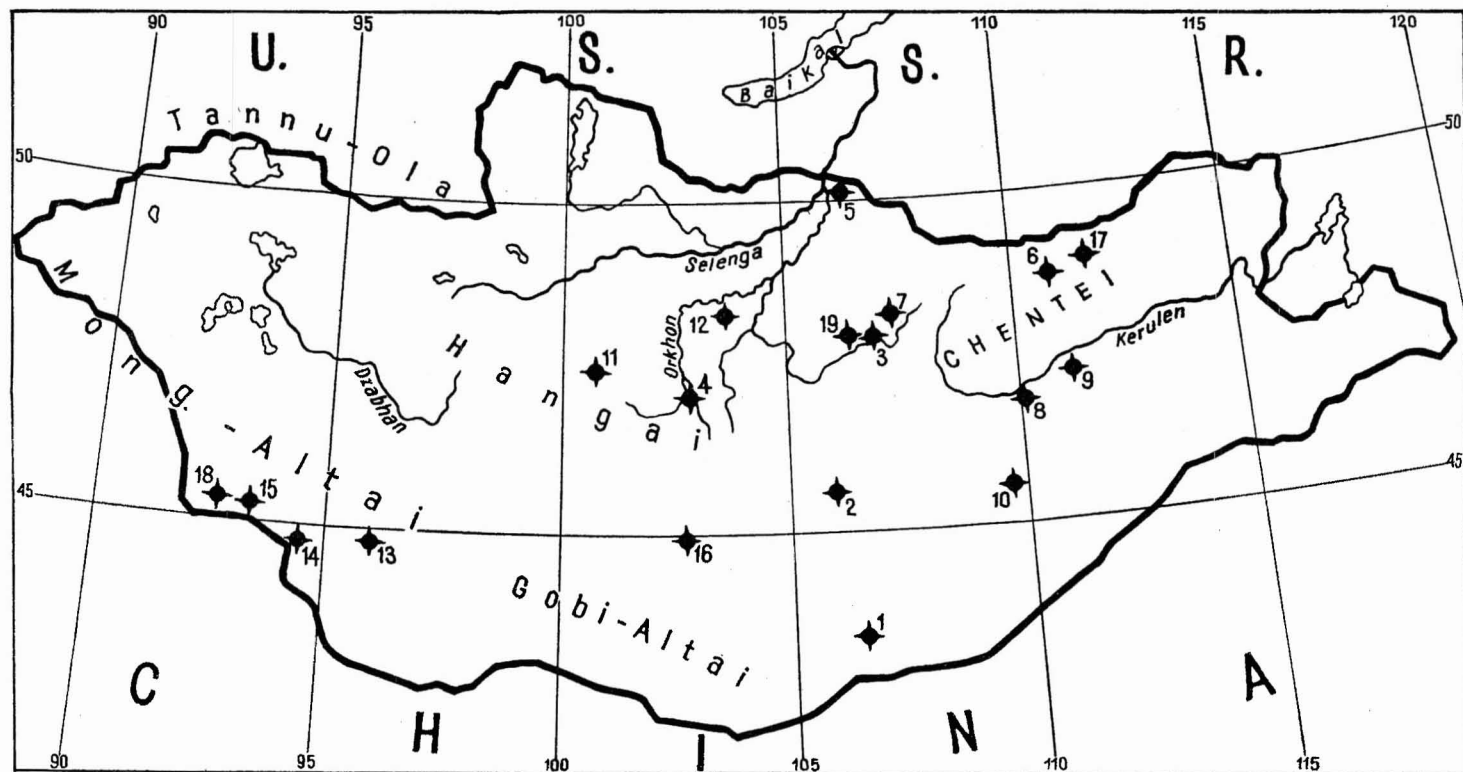 90 95 100 105 110 115 120
U. S. S. R.
Baikal
Tannu-Ola
50 50
5
17
6
Selenga
CHENTEI
Mong.-Altai
7
12
19
3
Orkhon
Kerulen
Hangai
11
9
Dzabhan
4
8
18
15
2
10
45 45
14
13
16
Gobi-Altai
1
C H I N A
90 95 100 105 110 115